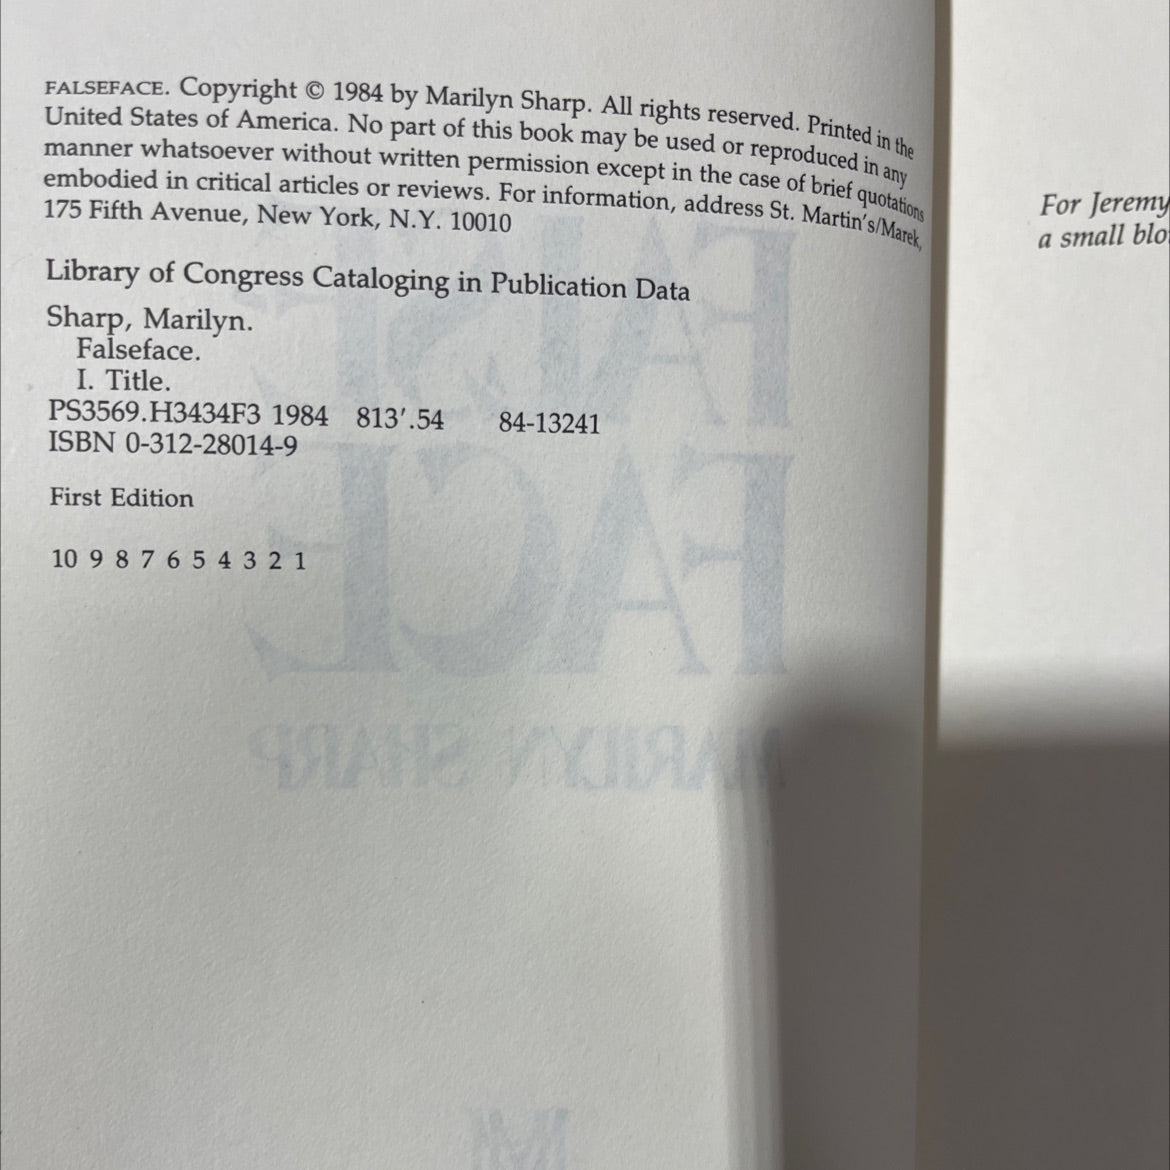 FALSEFACE. Copyright © 1984 by Marilyn Sharp. All rights reserved. Printed in the
United States of America. No part of this book may be used or reproduced in any
manner whatsoever without written permission except in the case of brief quotations
embodied in critical articles or reviews. For information, address St. Martin's/Marek,
175 Fifth Avenue, New York, N.Y. 10010
Library of Congress Cataloging in Publication Data
Sharp, Marilyn.
Falseface.
I. Title.
PS3569.H3434F3 1984 813'.54 84-13241
ISBN 0-312-28014-9
First Edition
10 9 8 7 6 5 4 3 2 1
FALSE
FACE
MARILYN SHARP
For Jeremy
a small